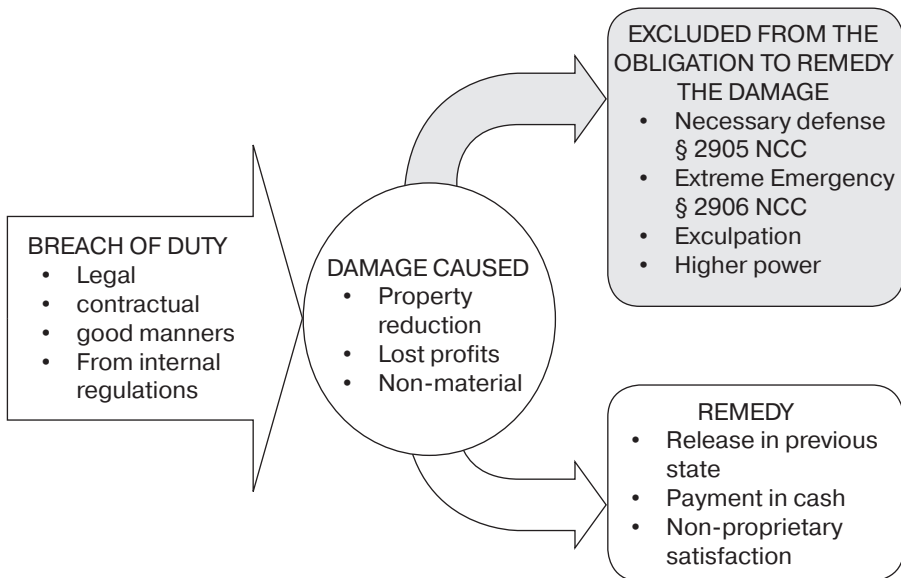 BREACH OF DUTY
• Legal
• contractual
• good manners
• From internal
regulations
DAMAGE CAUSED
• Property
reduction
• Lost profits
• Non-material
EXCLUDED FROM THE
OBLIGATION TO REMEDY
THE DAMAGE
• Necessary defense
§ 2905 NCC
• Extreme Emergency
§ 2906 NCC
• Exculpation
• Higher power
REMEDY
• Release in previous
state
• Payment in cash
• Non-proprietary
satisfaction